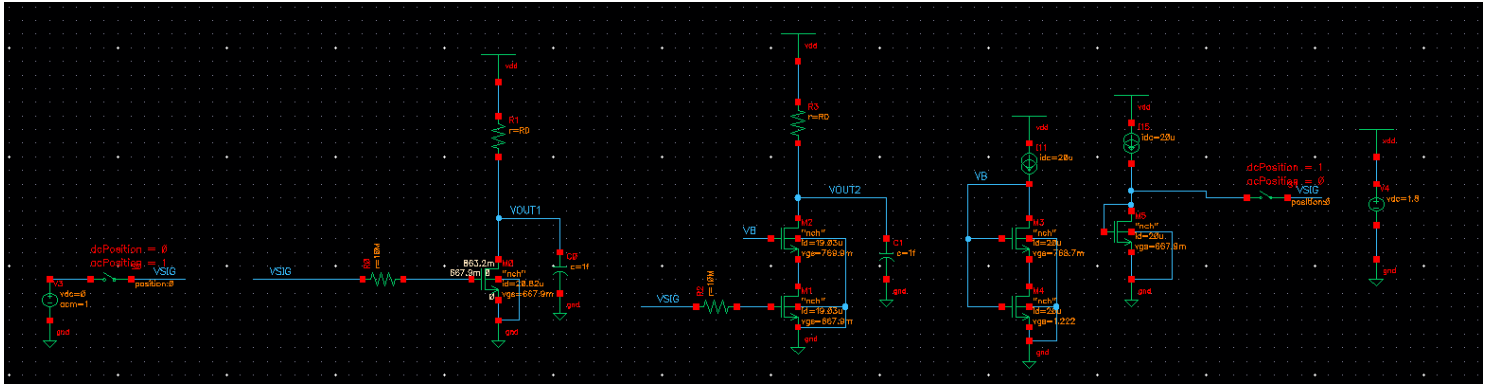 dcPosition = .0
acPosition = .1
VSIG
position:0
V3
vdc=0
acm=1
gnd
VSIG
r=10M
vdd
R1
r=RD
VOUT1
863.2m
667.9m
0
0
M0
"nch"
id=20.02u
vgs=667.9m
C0
c=1f
gnd
gnd
vdd
R3
r=RD
VOUT2
VB
M2
"nch"
id=19.03u
vgs=769.9m
C1
c=1f
gnd
VSIG
R2
r=10M
M1
"nch"
id=19.03u
vgs=667.9m
gnd
vdd
I11
idc=20u
VB
M3
"nch"
id=20u
vgs=768.7m
M4
"nch"
id=20u
vgs=1.222
gnd
vdd
I15
idc=20u
"nch"
id=20u
vgs=667.9m
gnd
dcPosition = .1
acPosition = .0
VSIG
position:0
vdd
V4
vdc=1.8
gnd